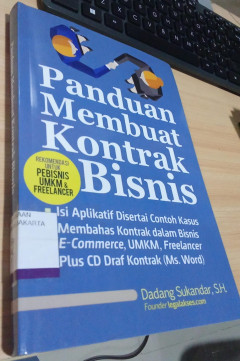 Panduan
Membuat
Kontrak
Bisnis
REKOMENDASI
UNTUK
PEBISNIS
UMKM &
FREELANCER
Isi Aplikatif Disertai Contoh Kasus
Membahas Kontrak dalam Bisnis
E-Commerce, UMKM, Freelancer
Plus CD Draf Kontrak (Ms. Word)
Dadang Sukandar, S.H.
Founder legalakses.com